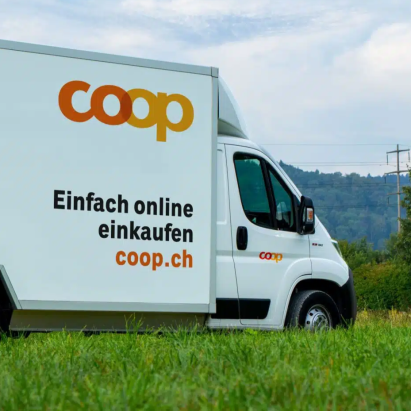 coop
Einfach online
einkaufen
coop.ch
coop